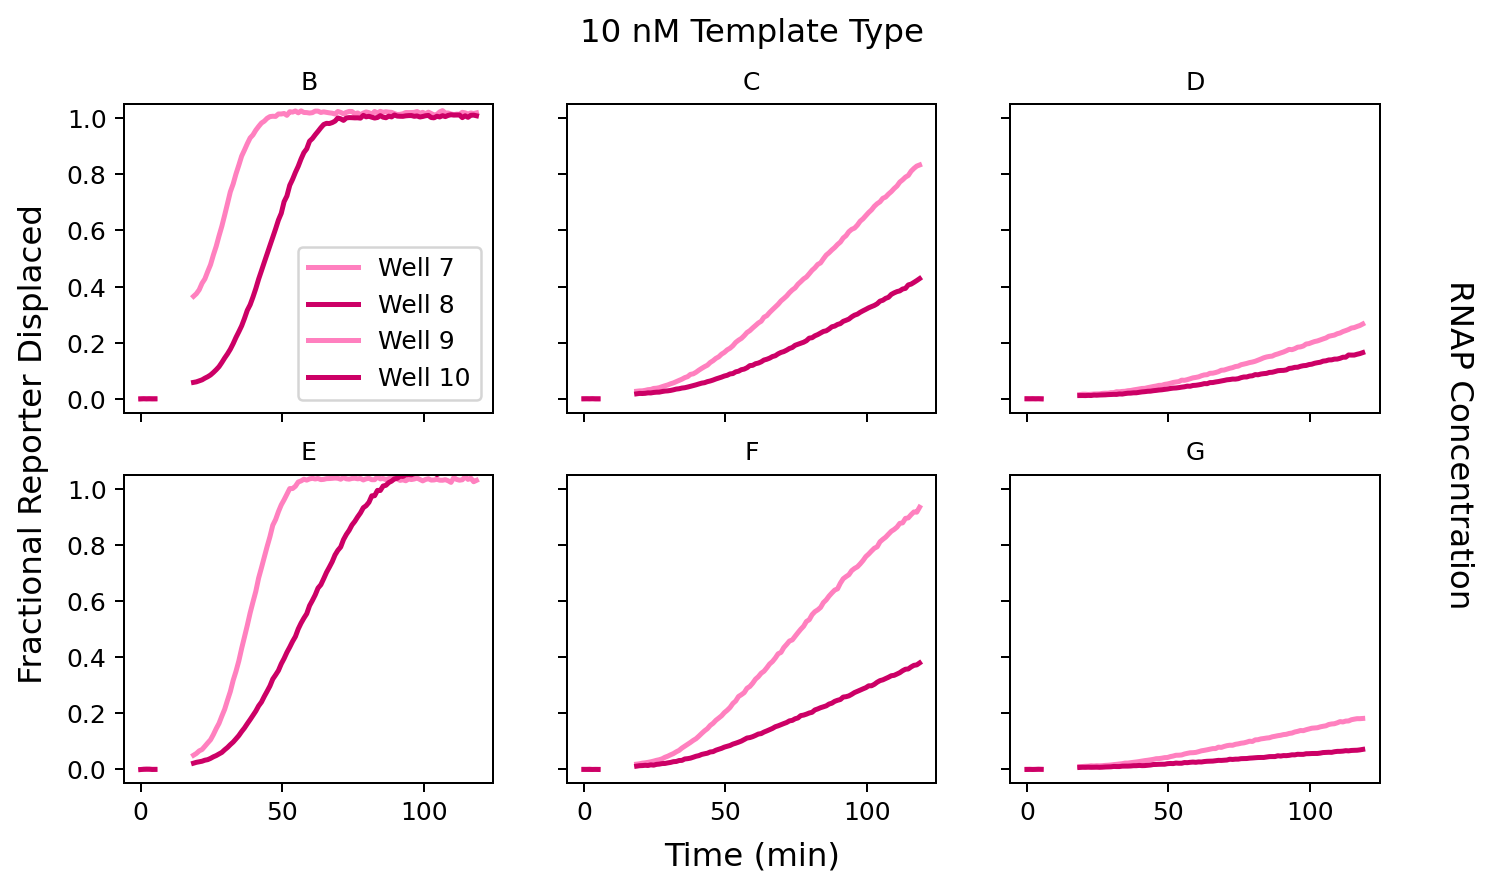 10 nM Template Type
B
C
D
1.0
0.8
0.6
0.4
0.2
0.0
Well 7
Well 8
Well 9
Well 10
E
F
G
1.0
0.8
0.6
0.4
0.2
0.0
0 50 100
0 50 100
0 50 100
Fractional Reporter Displaced
Time (min)
RNAP Concentration